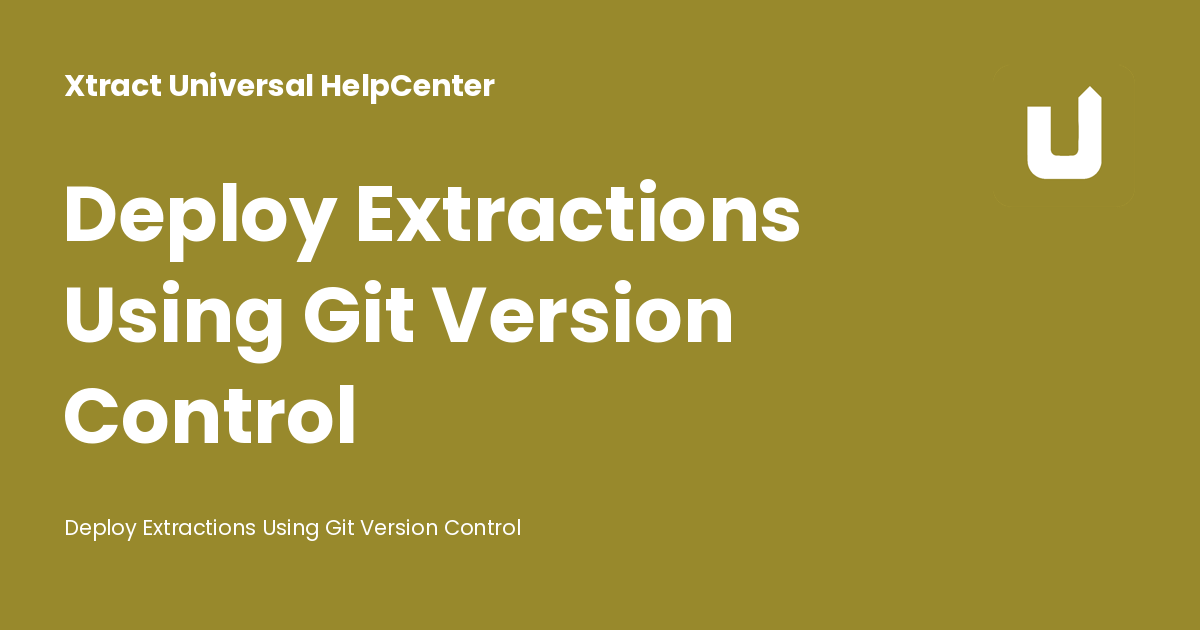 Xtract Universal HelpCenter
Deploy Extractions
Using Git Version
Control
Deploy Extractions Using Git Version Control